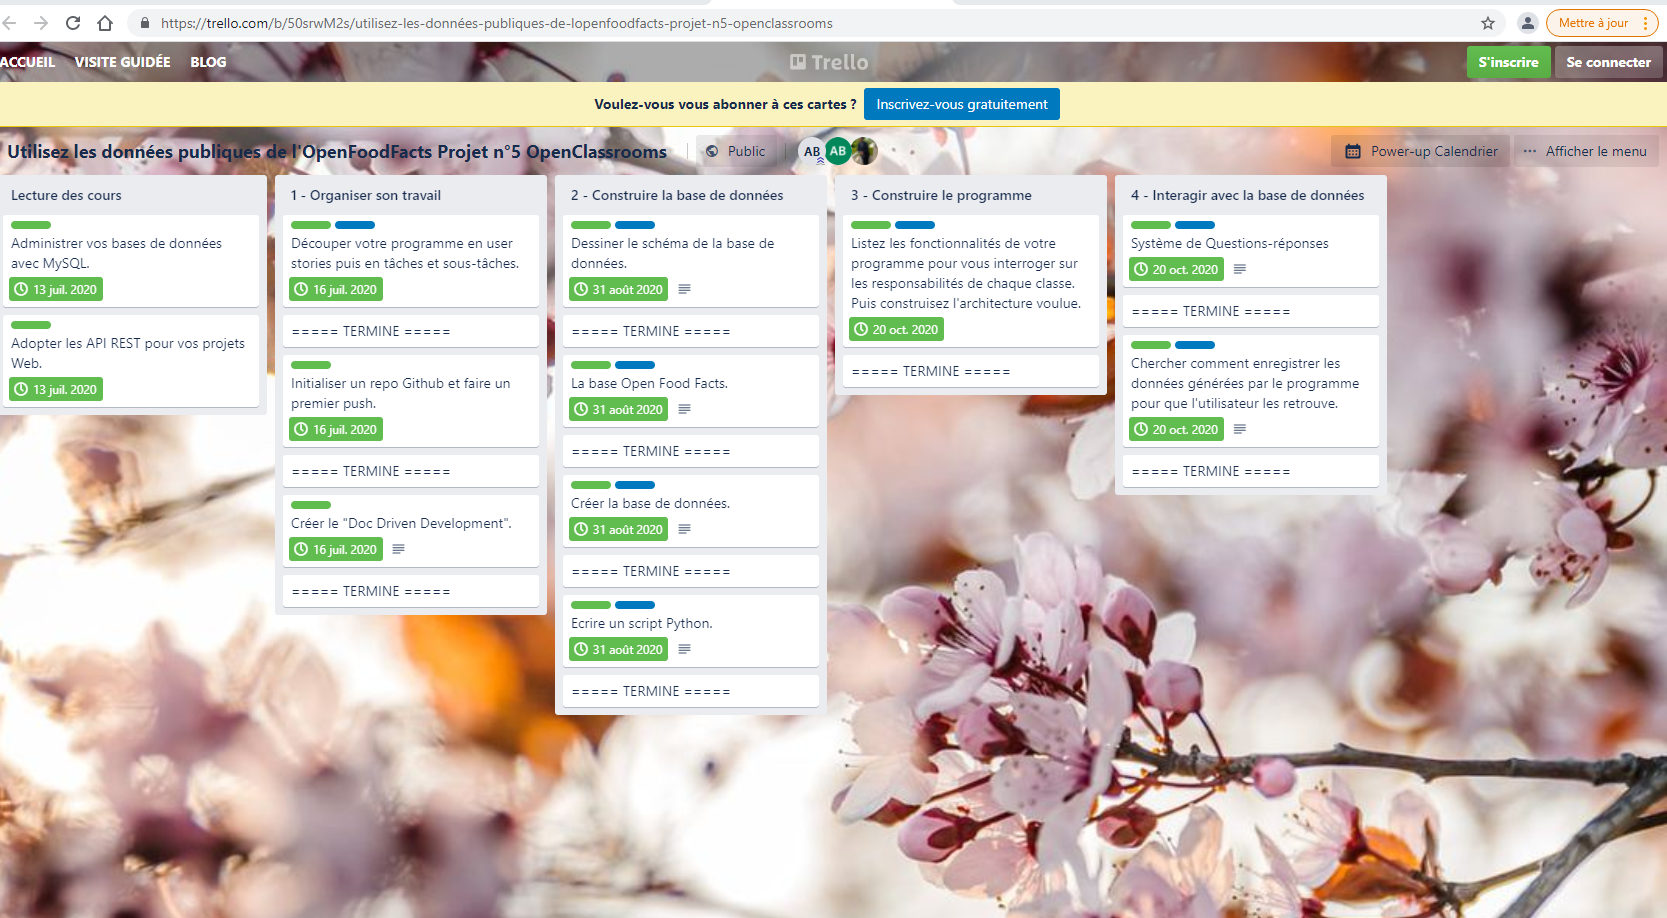 https://trello.com/b/50srwM2s/utilisez-les-données-publiques-de-lopenfoodfacts-projet-n5-openclassrooms
Mettre à jour
ACCUEIL VISITE GUIDÉE BLOG
Trello
S'inscrire
Se connecter
Voulez-vous vous abonner à ces cartes ?
Inscrivez-vous gratuitement
Utilisez les données publiques de l'OpenFoodFacts Projet n°5 OpenClassrooms
Public
AB
AB
Power-up Calendrier
Afficher le menu
Lecture des cours
Administrer vos bases de données
avec MySQL.
13 juil. 2020
Adopter les API REST pour vos projets
Web.
13 juil. 2020
1 - Organiser son travail
Découper votre programme en user
stories puis en tâches et sous-tâches.
16 juil. 2020
===== TERMINE =====
Initialiser un repo Github et faire un
premier push.
16 juil. 2020
===== TERMINE =====
Créer le "Doc Driven Development".
16 juil. 2020
===== TERMINE =====
2 - Construire la base de données
Dessiner le schéma de la base de
données.
31 août 2020
===== TERMINE =====
La base Open Food Facts.
31 août 2020
===== TERMINE =====
Créer la base de données.
31 août 2020
===== TERMINE =====
Ecrire un script Python.
31 août 2020
===== TERMINE =====
3 - Construire le programme
Listez les fonctionnalités de votre
programme pour vous interroger sur
les responsabilités de chaque classe.
Puis construisez l'architecture voulue.
20 oct. 2020
===== TERMINE =====
4 - Interagir avec la base de données
Système de Questions-réponses
20 oct. 2020
===== TERMINE =====
Chercher comment enregistrer les
données générées par le programme
pour que l'utilisateur les retrouve.
20 oct. 2020
===== TERMINE =====